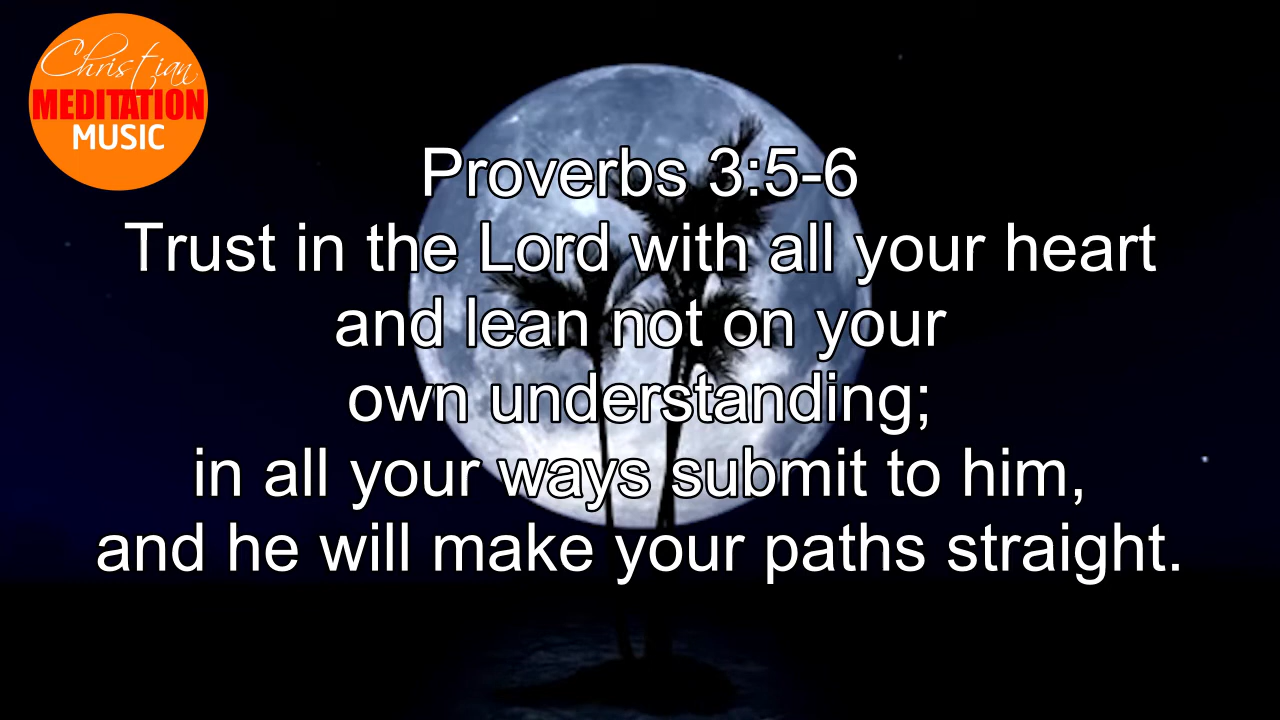 Christian
MEDITATION
MUSIC
Proverbs 3:5-6
Trust in the Lord with all your heart
and lean not on your
own understanding;
in all your ways submit to him,
and he will make your paths straight.